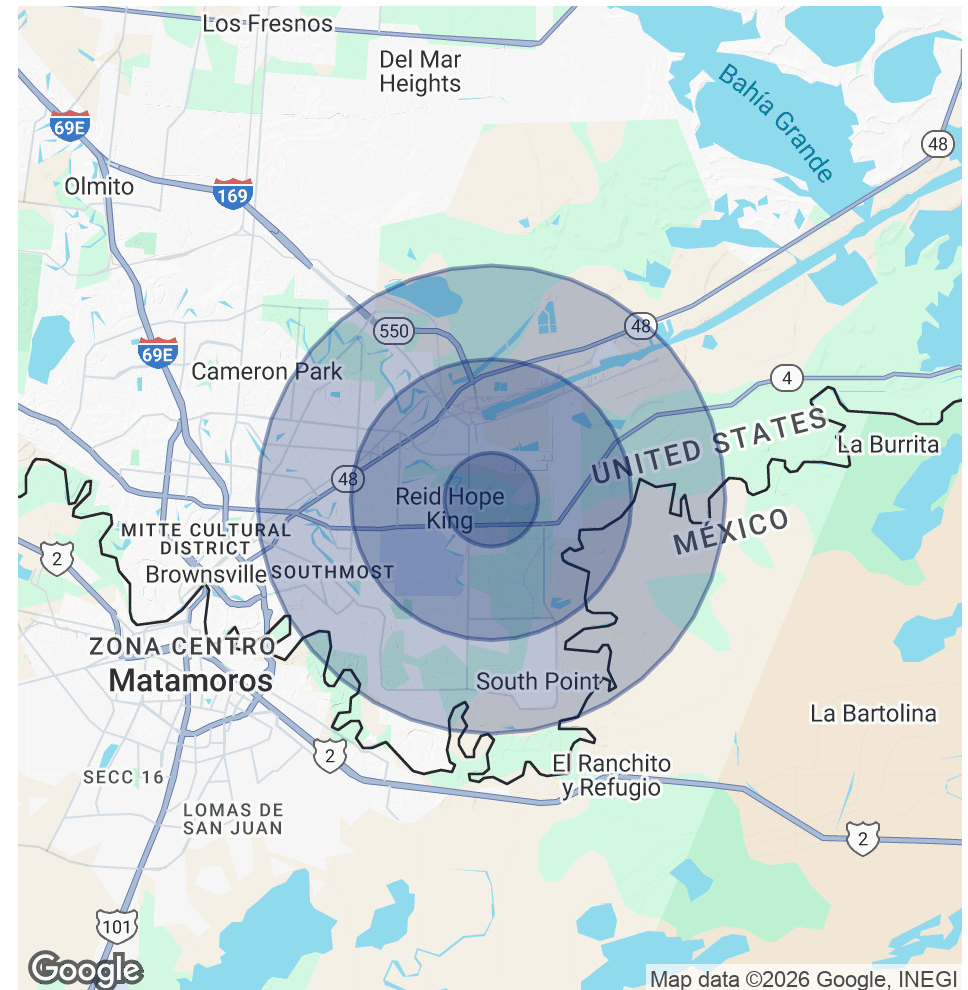 Los Fresnos
Del Mar
Heights
Bahía Grande
69E
48
Olmito
169
550
48
69E
Cameron Park
4
UNITED STATES
La Burrita
48
Reid Hope
King
MÉXICO
MITTE CULTURAL
DISTRICT
2
Brownsville
SOUTHMOST
ZONA CENTRO
Matamoros
South Point
La Bartolina
2
El Ranchito
y Refugio
SECC 16
LOMAS DE
SAN JUAN
2
101
Google
Map data ©2026 Google, INEGI